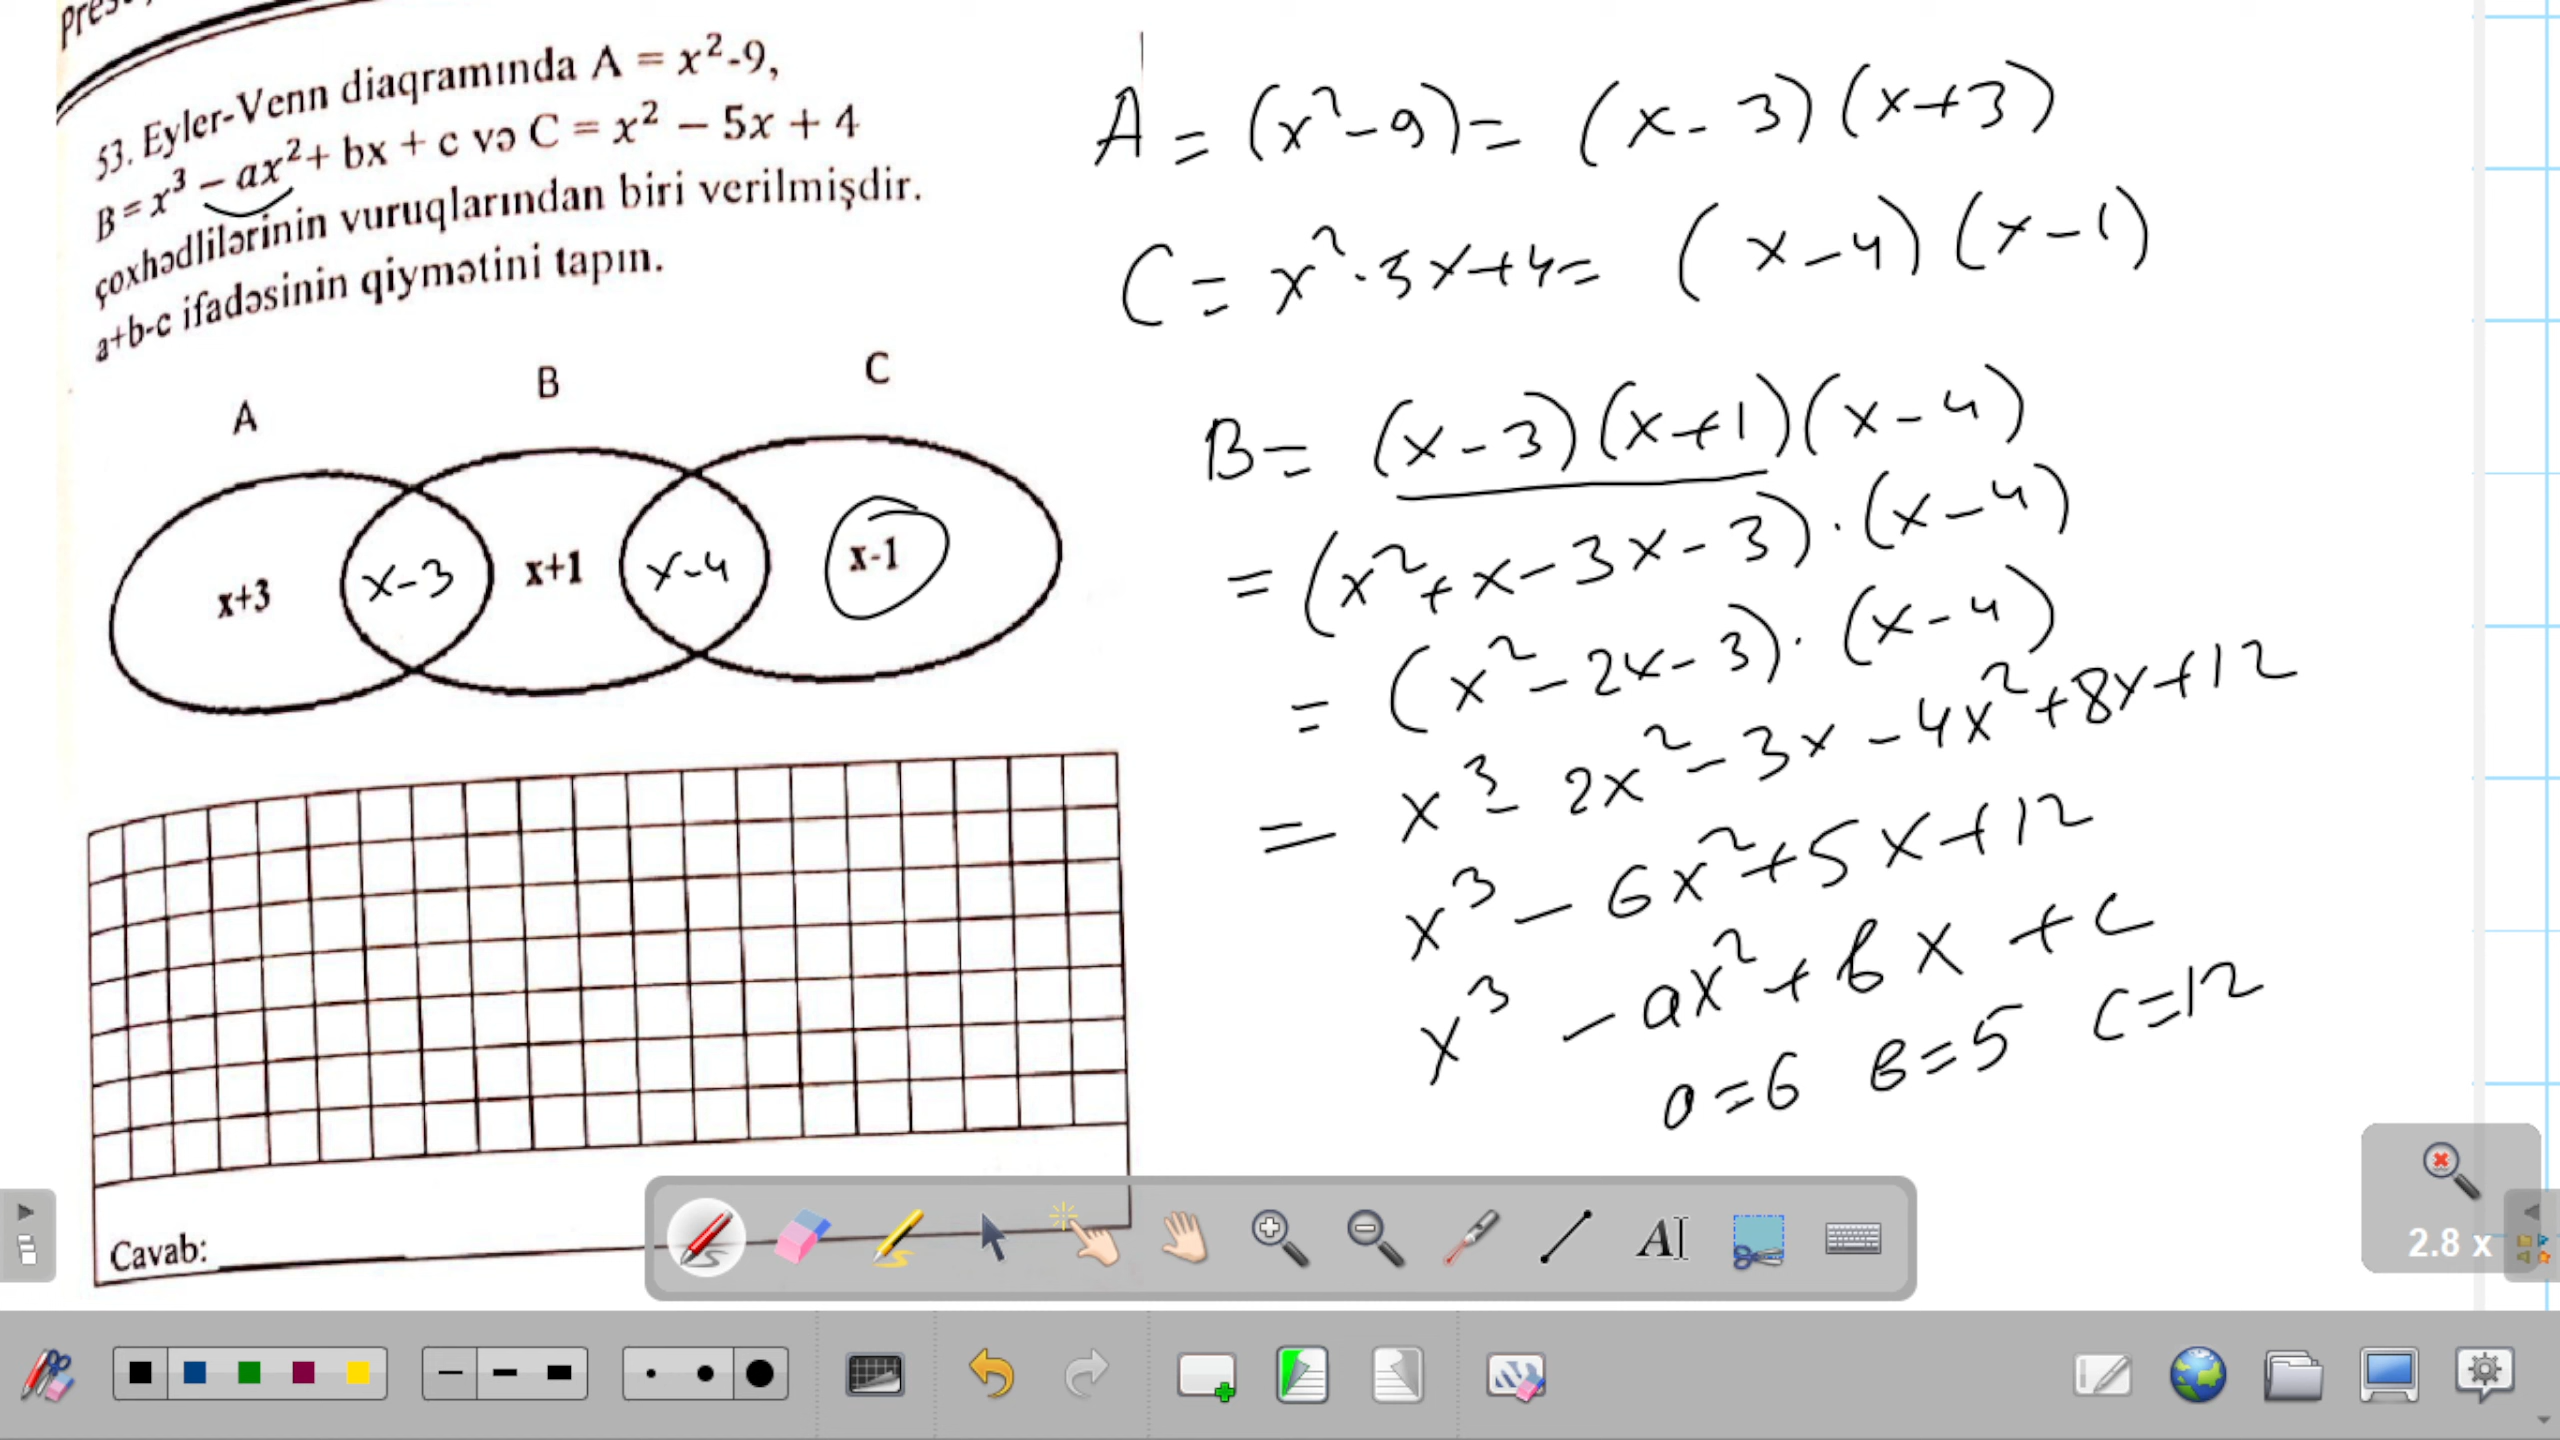 53. Eyler-Venn diaqramında A = x²-9,
B = x³ − ax²+ bx + c və C = x² − 5x + 4
çoxhədlilərinin vuruqlarından biri verilmişdir.
a+b-c ifadəsinin qiymətini tapın.
A B C
x+3 x-3 x+1 x-4 x-1
Cavab:
A = (x²-9) = (x-3)(x+3)
C = x²-5x+4 = (x-4)(x-1)
B = (x-3)(x+1)(x-4)
= (x²+x-3x-3)·(x-4)
= (x²-2x-3)·(x-4)
= x³-2x²-3x-4x²+8x+12
x³-6x²+5x+12
x³-ax²+bx+c
a=6 b=5 c=12
2.8 x